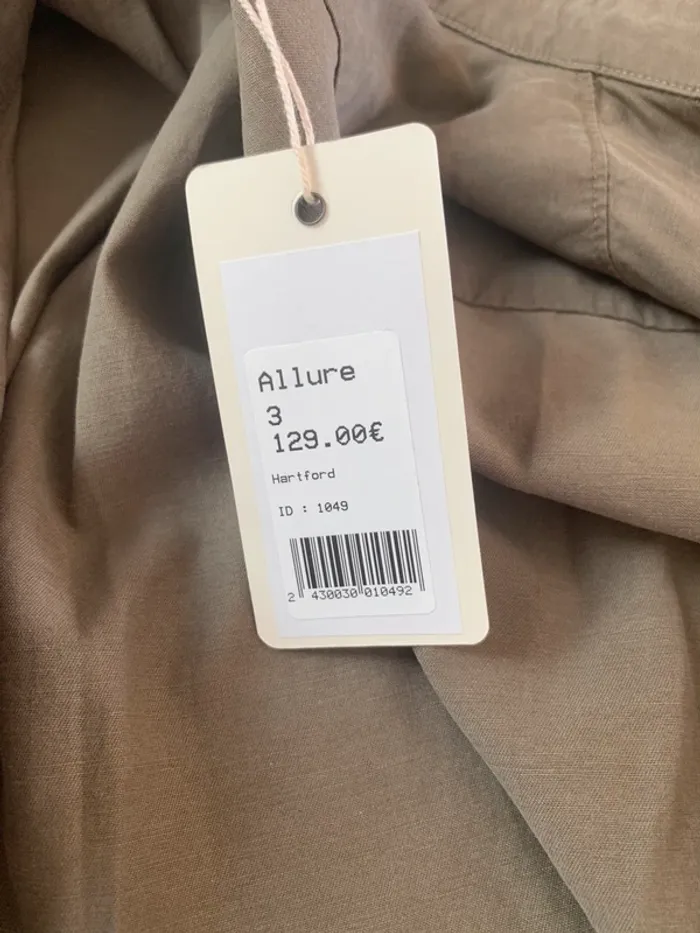 Allure
3
129.00€
Hartford
ID : 1049
2 430030 010492